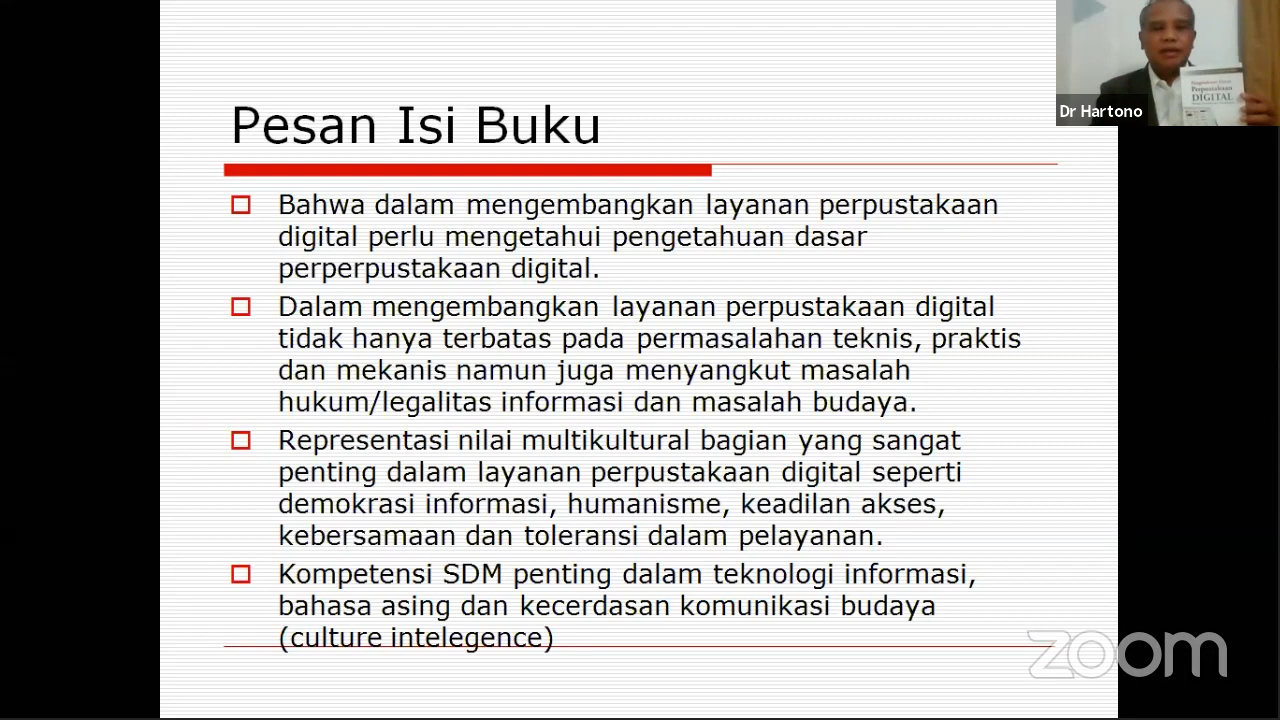 Pesan Isi Buku
Bahwa dalam mengembangkan layanan perpustakaan
digital perlu mengetahui pengetahuan dasar
perperpustakaan digital.
Dalam mengembangkan layanan perpustakaan digital
tidak hanya terbatas pada permasalahan teknis, praktis
dan mekanis namun juga menyangkut masalah
hukum/legalitas informasi dan masalah budaya.
Representasi nilai multikultural bagian yang sangat
penting dalam layanan perpustakaan digital seperti
demokrasi informasi, humanisme, keadilan akses,
kebersamaan dan toleransi dalam pelayanan.
Kompetensi SDM penting dalam teknologi informasi,
bahasa asing dan kecerdasan komunikasi budaya
(culture intelegence)
Dr Hartono
Perpustakaan
DIGITAL
zoom